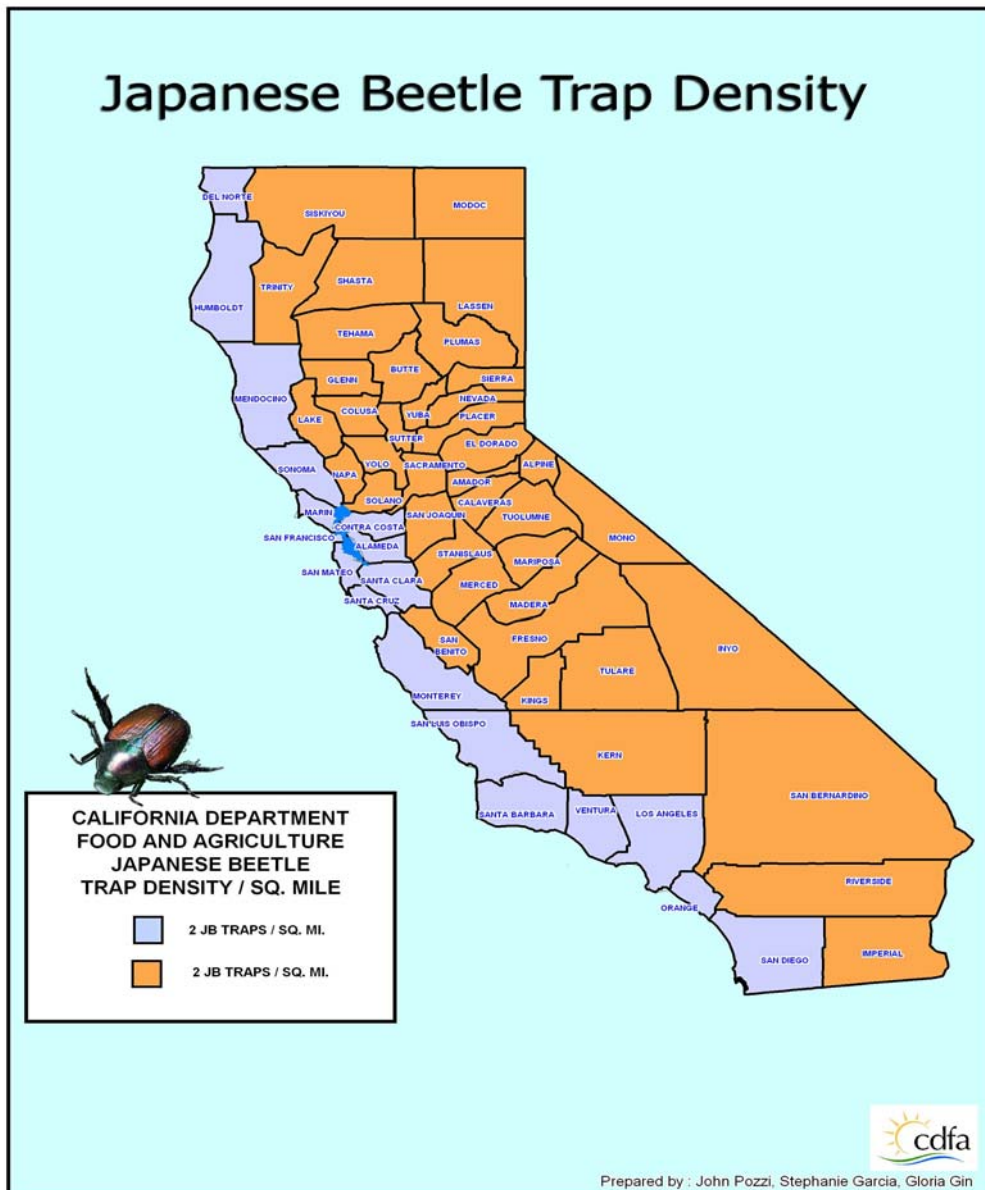 Japanese Beetle Trap Density
DEL NORTE
SISKIYOU
MODOC
HUMBOLDT
TRINITY
SHASTA
LASSEN
TEHAMA
PLUMAS
BUTTE
GLENN
SIERRA
MENDOCINO
NEVADA
LAKE
COLUSA
YUBA
PLACER
SUTTER
EL DORADO
SONOMA
NAPA
YOLO
SACRAMENTO
ALPINE
AMADOR
SOLANO
CALAVERAS
MARIN
SAN JOAQUIN
TUOLUMNE
CONTRA COSTA
SAN FRANCISCO
ALAMEDA
MONO
STANISLAUS
MARIPOSA
SAN MATEO
SANTA CLARA
MERCED
SANTA CRUZ
MADERA
SAN
BENITO
FRESNO
INYO
TULARE
MONTEREY
KINGS
SAN LUIS OBISPO
KERN
SAN BERNARDINO
SANTA BARBARA
VENTURA
LOS ANGELES
RIVERSIDE
ORANGE
SAN DIEGO
IMPERIAL
CALIFORNIA DEPARTMENT
FOOD AND AGRICULTURE
JAPANESE BEETLE
TRAP DENSITY / SQ. MILE
2 JB TRAPS / SQ. MI.
2 JB TRAPS / SQ. MI.
cdfa
Prepared by : John Pozzi, Stephanie Garcia, Gloria Gin